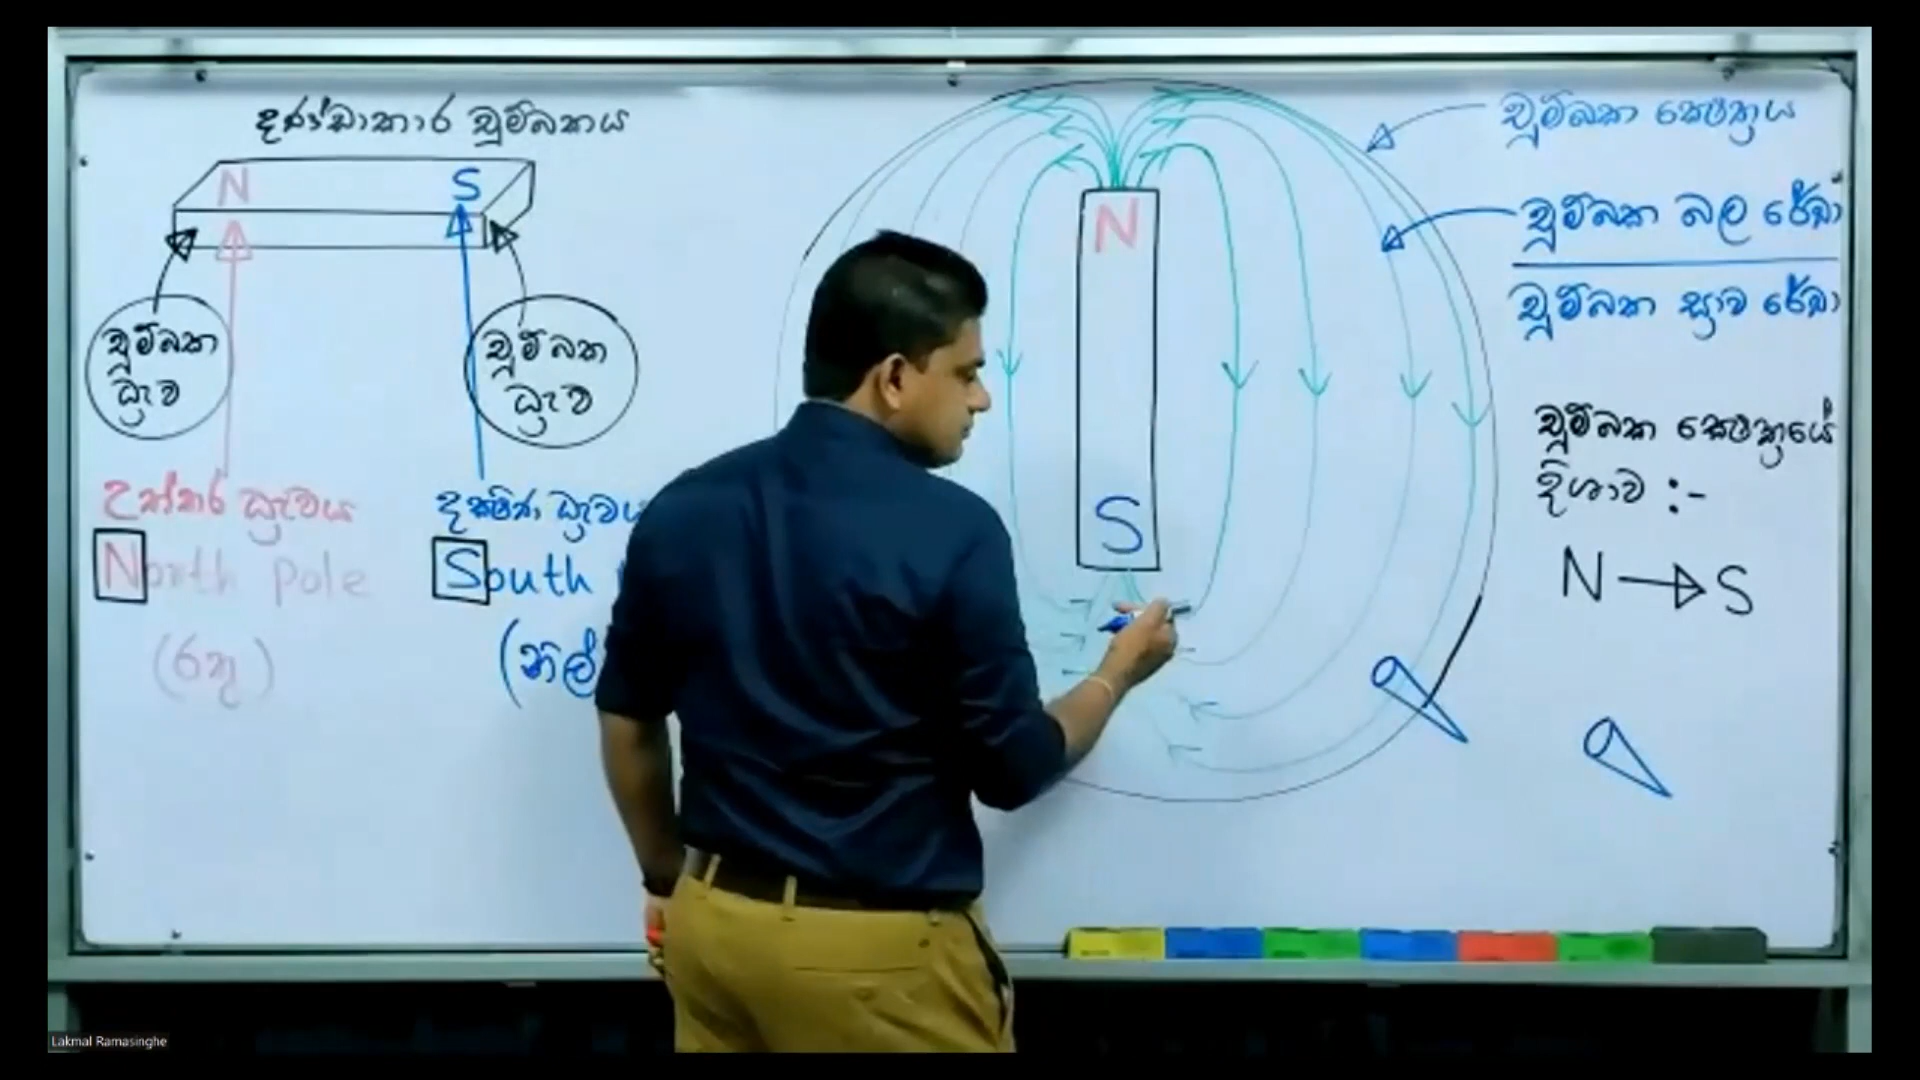 දණ්ඩාකාර චුම්බකය
N S
චුම්බක
ධ්‍රැව
චුම්බක
ධ්‍රැව
උත්තර ධ්‍රැවය
North Pole
(රතු)
දක්ෂිණ ධ්‍රැවය
South
(නිල්
N
S
චුම්බක ක්ෂේත්‍රය
චුම්බක බල රේඛා
චුම්බක ස්‍රාව රේඛා
චුම්බක ක්ෂේත්‍රයේ
දිශාව :-
N → S
Lakmal Ramasinghe